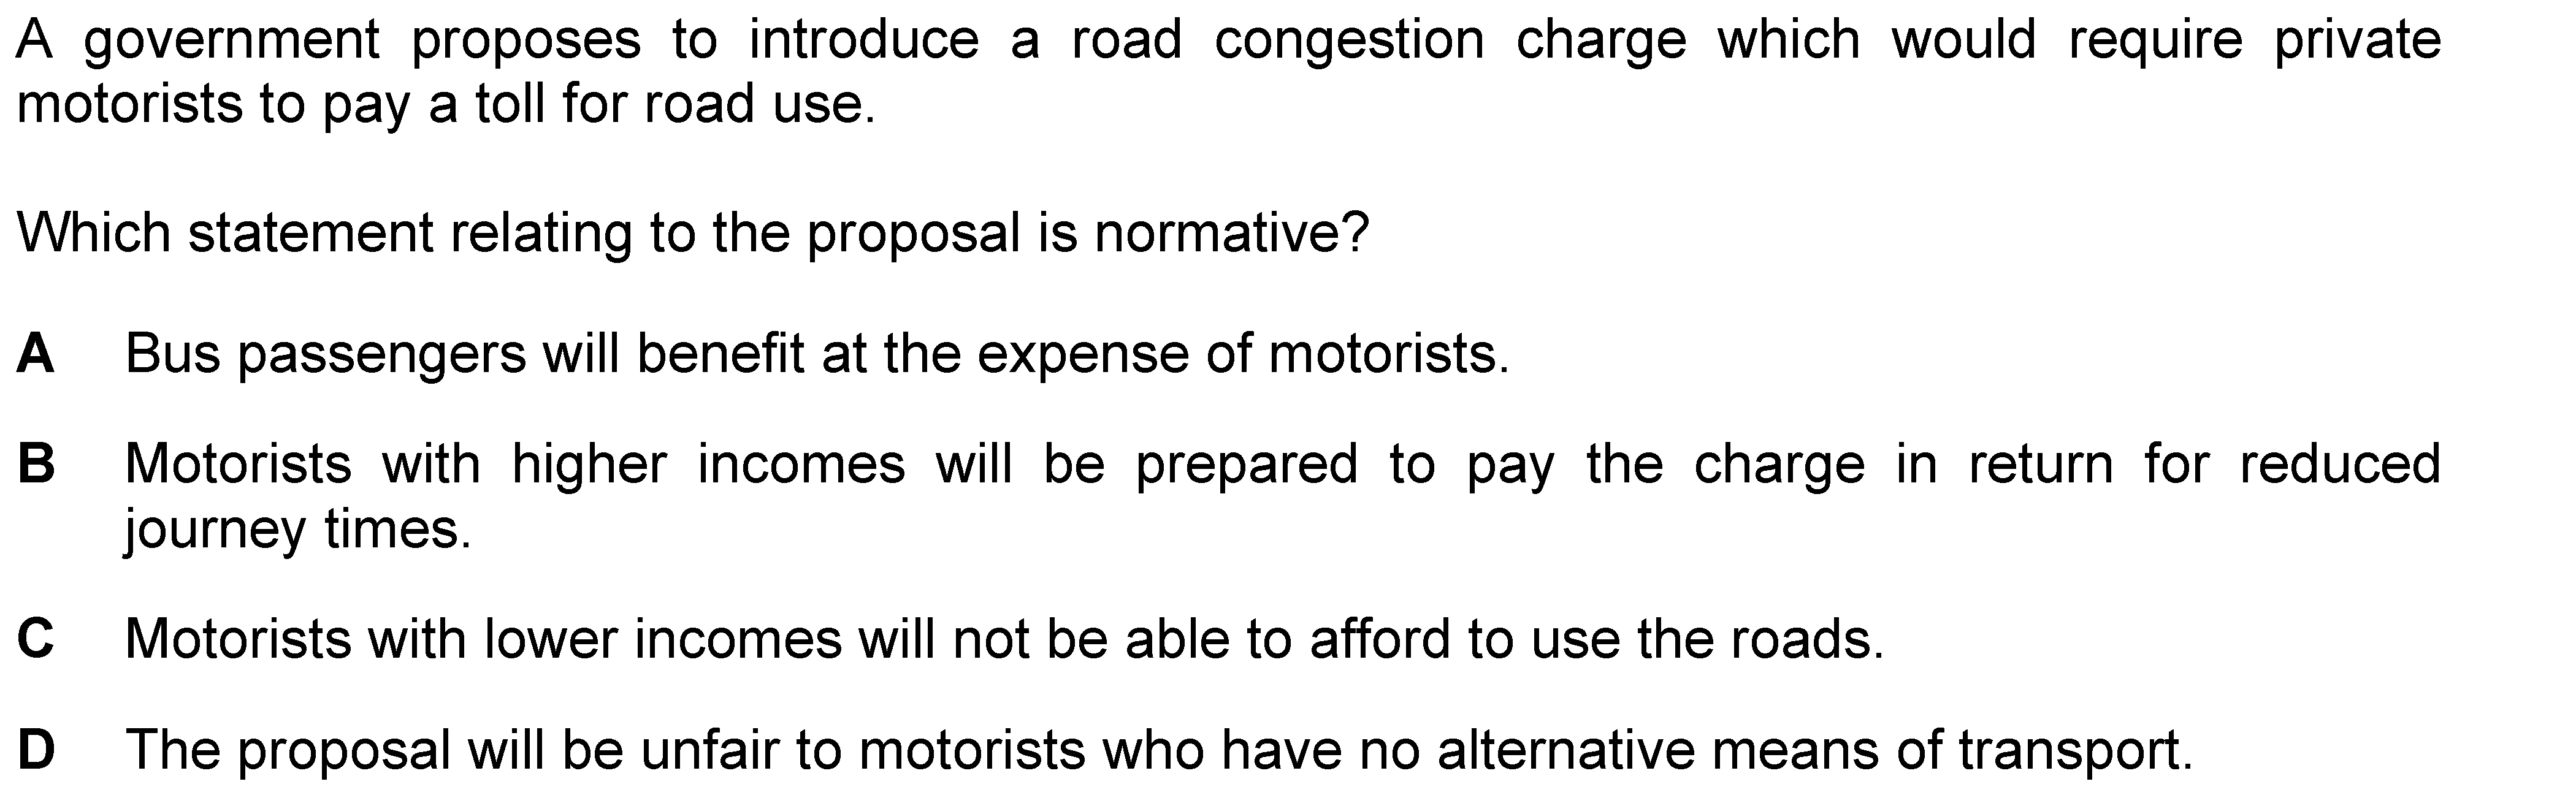 A government proposes to introduce a road congestion charge which would require private
motorists to pay a toll for road use.
Which statement relating to the proposal is normative?
A Bus passengers will benefit at the expense of motorists.
B Motorists with higher incomes will be prepared to pay the charge in return for reduced
journey times.
C Motorists with lower incomes will not be able to afford to use the roads.
D The proposal will be unfair to motorists who have no alternative means of transport.